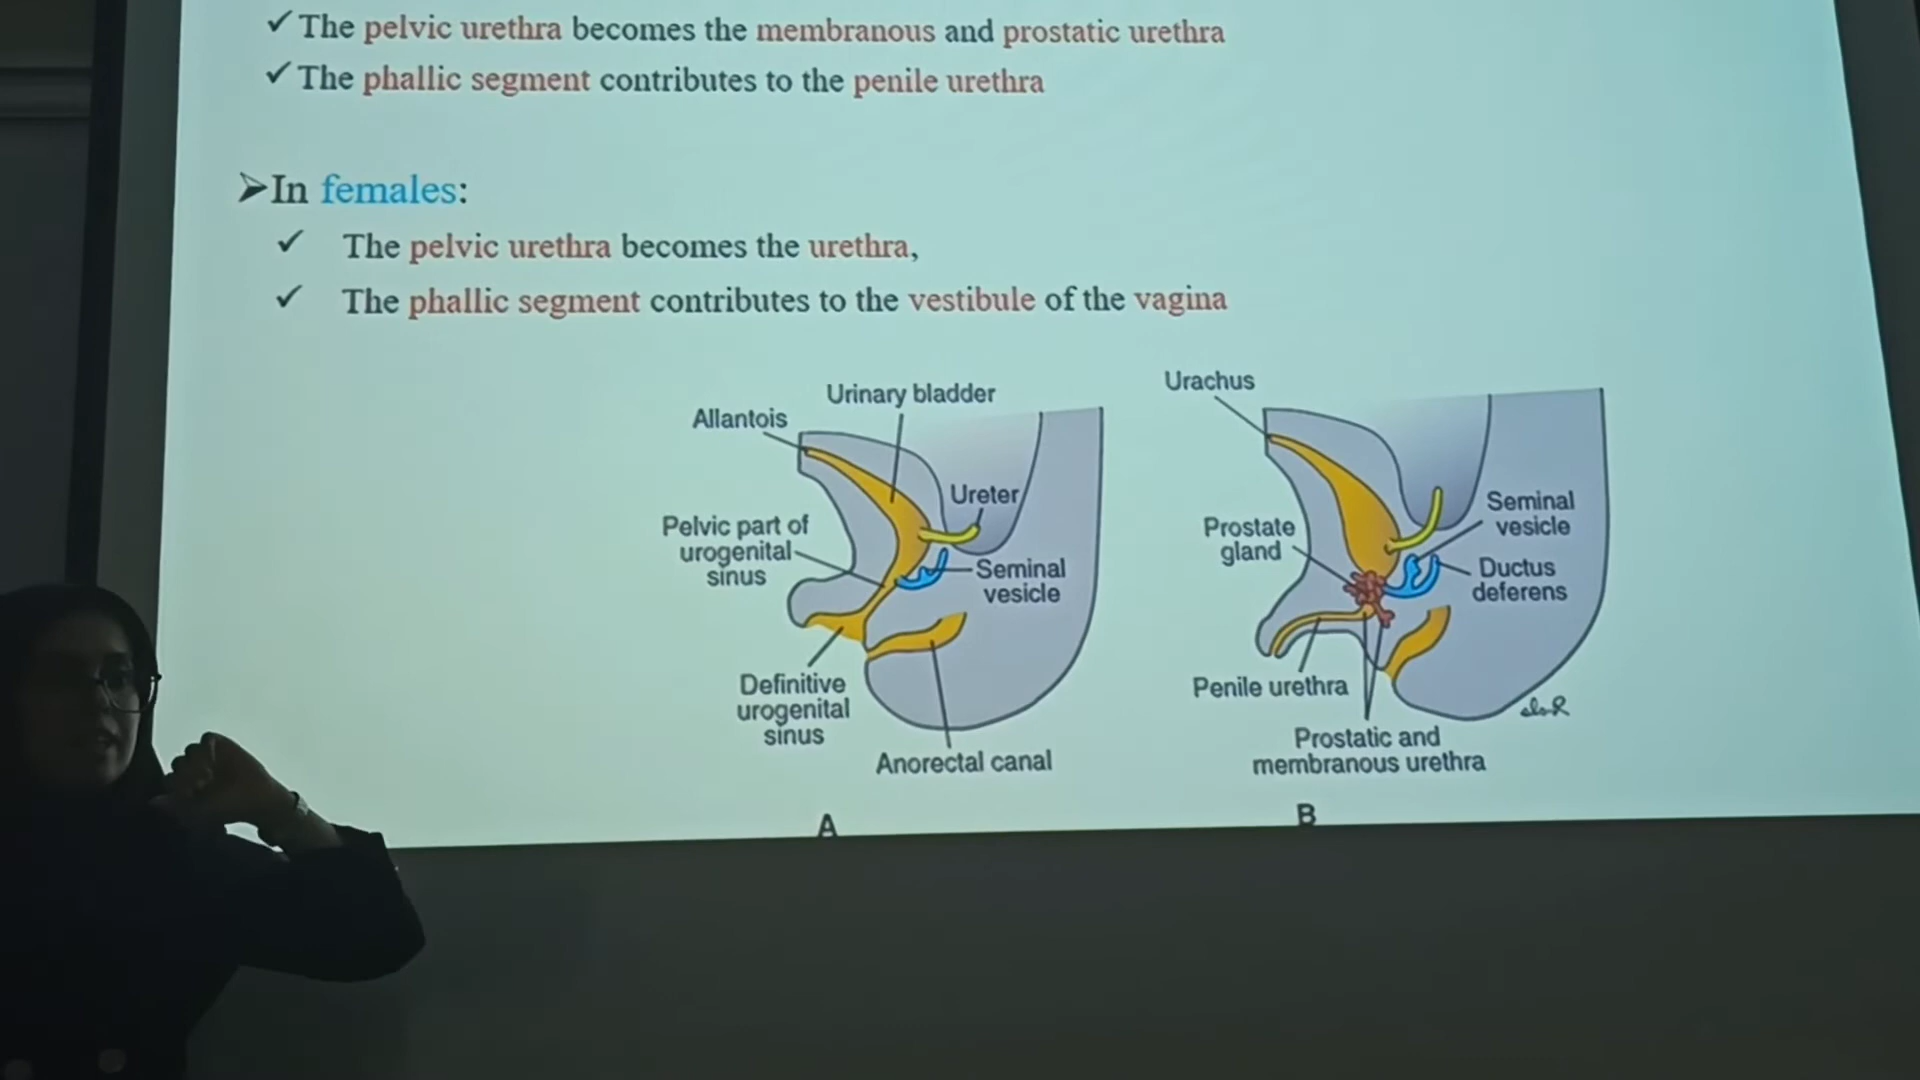 ✓The pelvic urethra becomes the membranous and prostatic urethra
✓The phallic segment contributes to the penile urethra
➢In females:
✓ The pelvic urethra becomes the urethra,
✓ The phallic segment contributes to the vestibule of the vagina
Urinary bladder
Allantois
Ureter
Pelvic part of
urogenital
sinus
Seminal
vesicle
Definitive
urogenital
sinus
Anorectal canal
A
Urachus
Seminal
vesicle
Prostate
gland
Ductus
deferens
Penile urethra
Prostatic and
membranous urethra
B